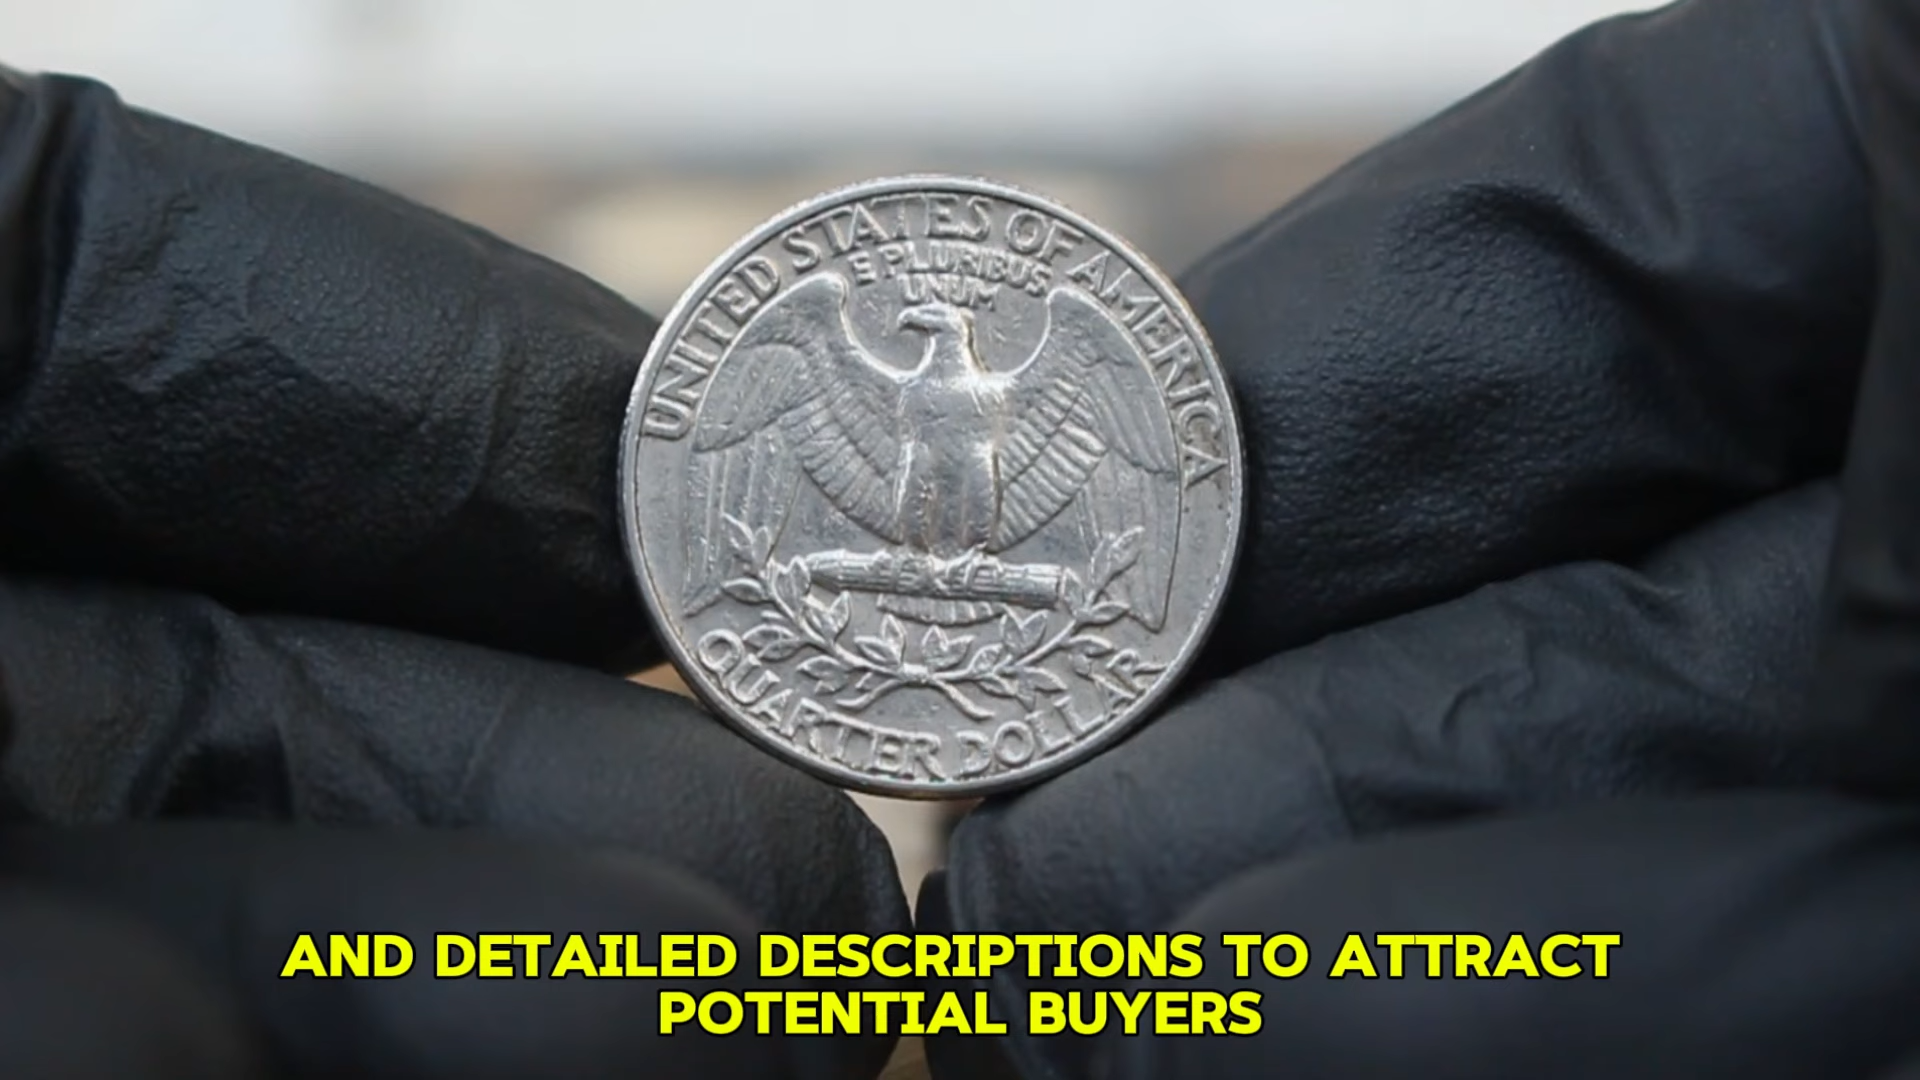 UNITED STATES OF AMERICA
E PLURIBUS
UNUM
QUARTER DOLLAR
AND DETAILED DESCRIPTIONS TO ATTRACT
POTENTIAL BUYERS